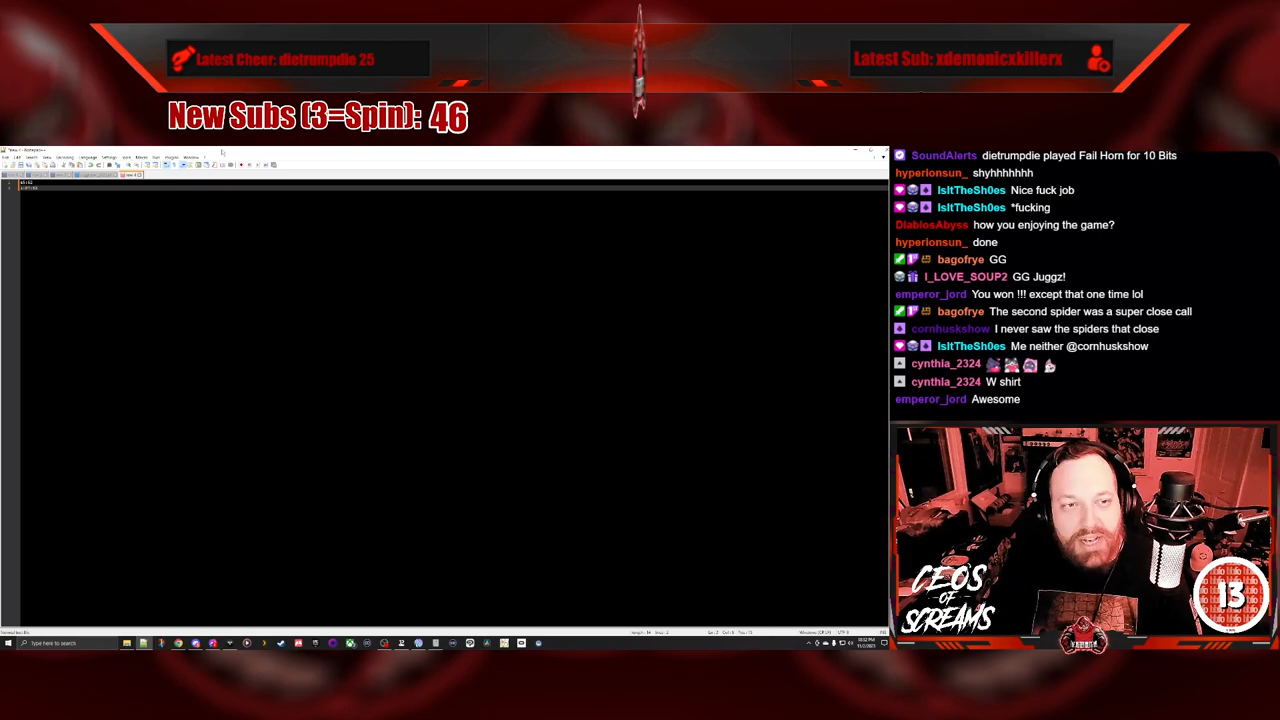 Latest Cheer: dietrumpdie 25
Latest Sub: xdemonicxkillerx
New Subs (3=Spin): 46
SoundAlerts dietrumpdie played Fail Horn for 10 Bits
hyperionsun_ shyhhhhhhh
IsItTheSh0es Nice fuck job
IsItTheSh0es *fucking
DiablosAbyss how you enjoying the game?
hyperionsun_ done
bagofrye GG
I_LOVE_SOUP2 GG Juggz!
emperor_jord You won !!! except that one time lol
bagofrye The second spider was a super close call
cornhuskshow I never saw the spiders that close
IsItTheSh0es Me neither @cornhuskshow
cynthia_2324
cynthia_2324 W shirt
emperor_jord Awesome
CEOS
OF
SCREAMS
13
Type here to search